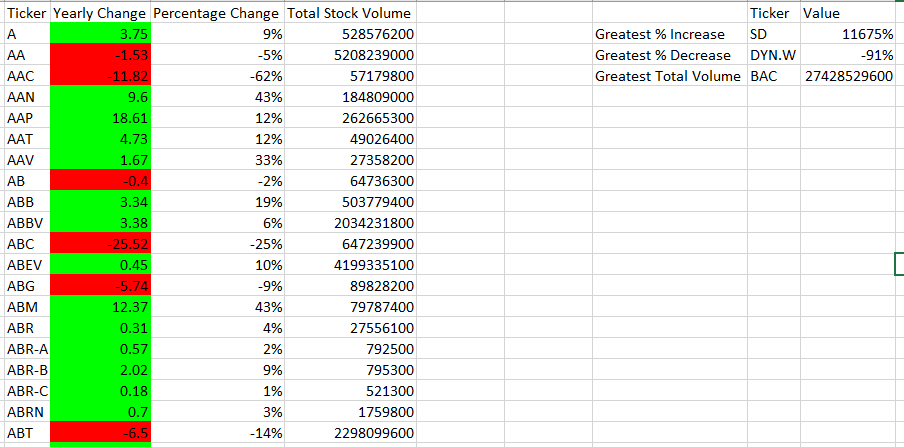 Ticker Yearly Change Percentage Change Total Stock Volume Ticker Value
A 3.75 9% 528576200 Greatest % Increase SD 11675%
AA -1.53 -5% 5208239000 Greatest % Decrease DYN.W -91%
AAC -11.82 -62% 57179800 Greatest Total Volume BAC 27428529600
AAN 9.6 43% 184809000
AAP 18.61 12% 262665300
AAT 4.73 12% 49026400
AAV 1.67 33% 27358200
AB -0.4 -2% 64736300
ABB 3.34 19% 503779400
ABBV 3.38 6% 2034231800
ABC -25.52 -25% 647239900
ABEV 0.45 10% 4199335100
ABG -5.74 -9% 89828200
ABM 12.37 43% 79787400
ABR 0.31 4% 27556100
ABR-A 0.57 2% 792500
ABR-B 2.02 9% 795300
ABR-C 0.18 1% 521300
ABRN 0.7 3% 1759800
ABT -6.5 -14% 2298099600